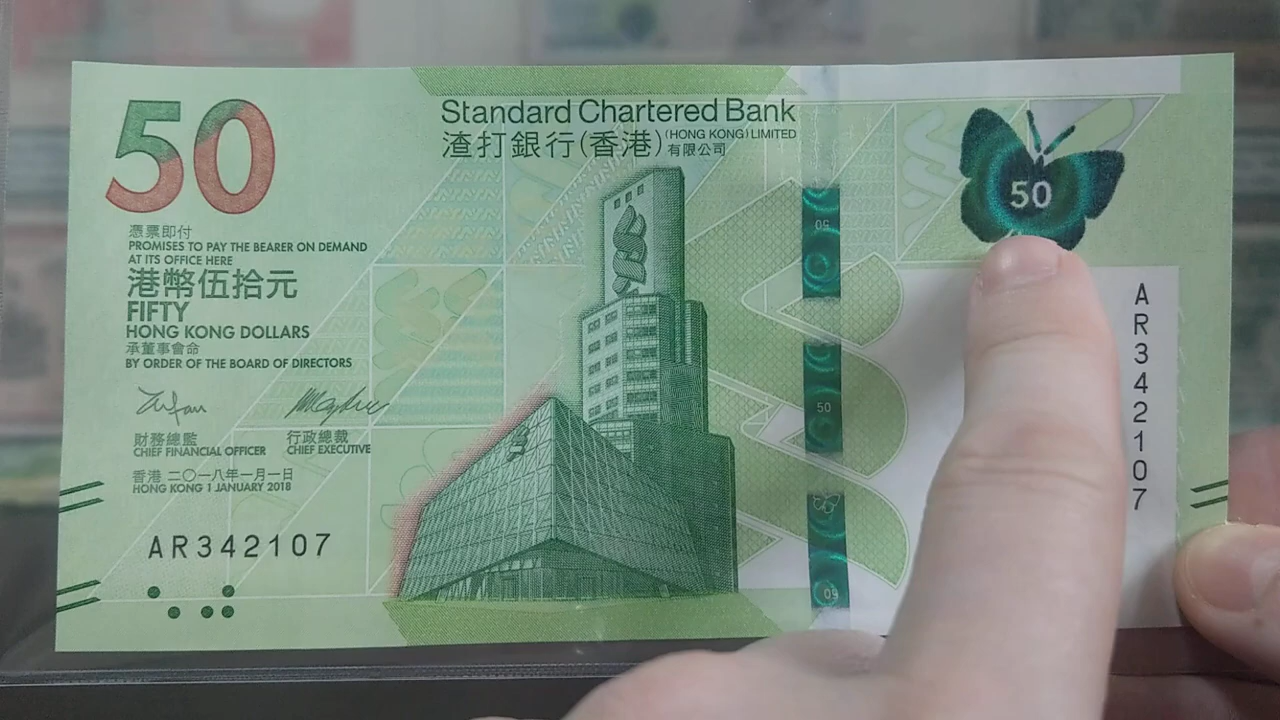 50
Standard Chartered Bank
(HONG KONG) LIMITED
渣打銀行(香港)有限公司
憑票即付
PROMISES TO PAY THE BEARER ON DEMAND
AT ITS OFFICE HERE
港幣伍拾元
FIFTY
HONG KONG DOLLARS
承董事會命
BY ORDER OF THE BOARD OF DIRECTORS
財務總監
CHIEF FINANCIAL OFFICER
行政總裁
CHIEF EXECUTIVE
香港 二〇一八年一月一日
HONG KONG 1 JANUARY 2018
AR342107
50
50
50
50
AR342107